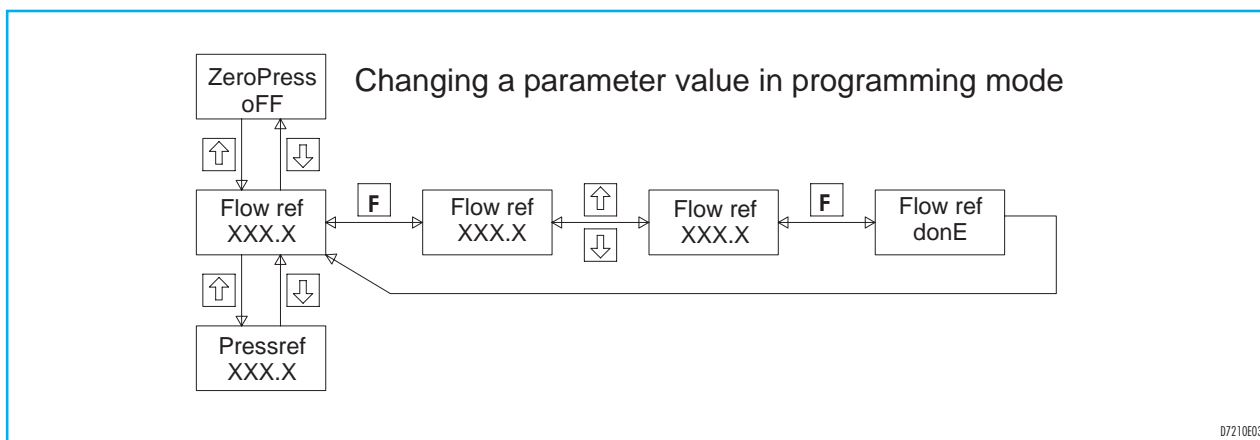 ZeroPress
oFF
Changing a parameter value in programming mode
Flow ref
XXX.X
F
Flow ref
XXX.X
Flow ref
XXX.X
F
Flow ref
donE
Pressref
XXX.X
D7210E03